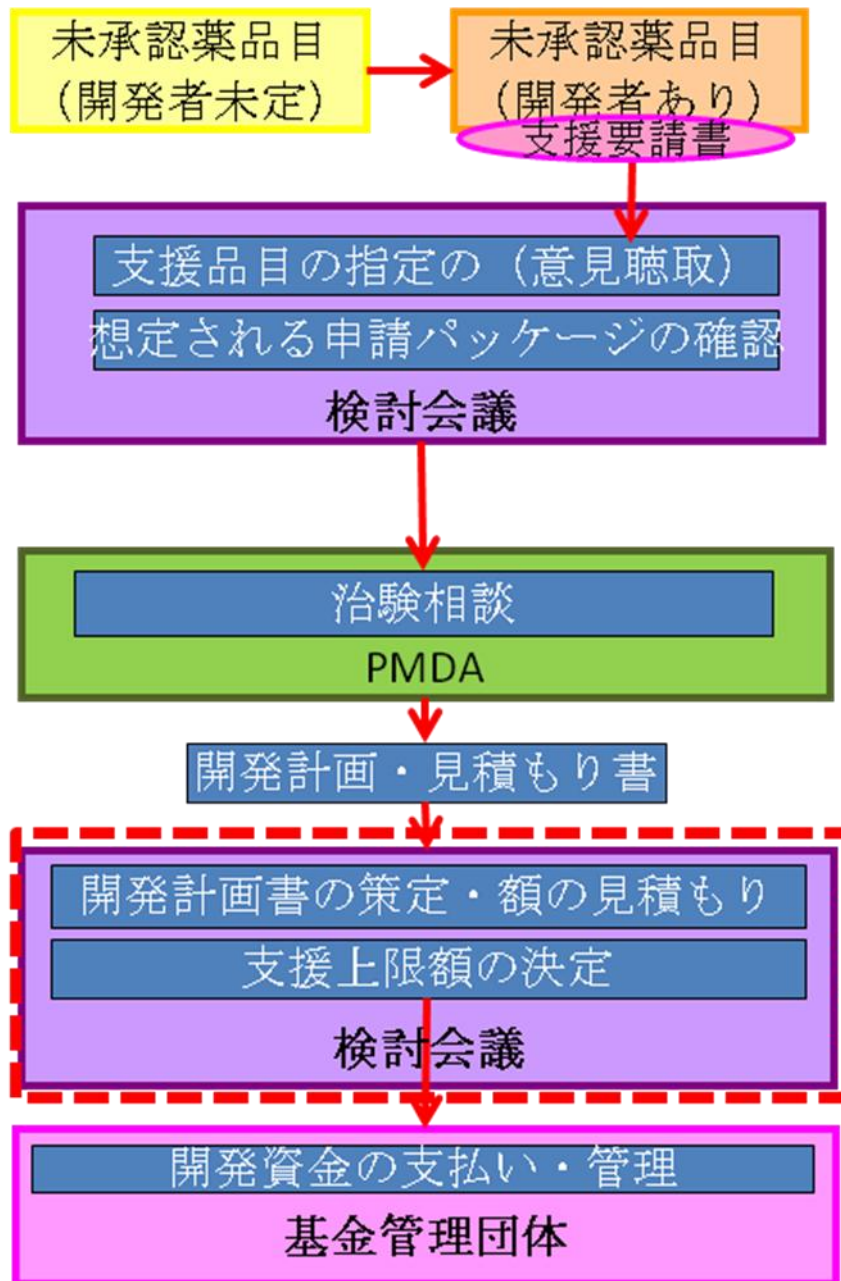 未承認薬品目
（開発者未定）
未承認薬品目
（開発者あり）
支援要請書
支援品目の指定の（意見聴取）
想定される申請パッケージの確認
検討会議
治験相談
PMDA
開発計画・見積もり書
開発計画書の策定・額の見積もり
支援上限額の決定
検討会議
開発資金の支払い・管理
基金管理団体